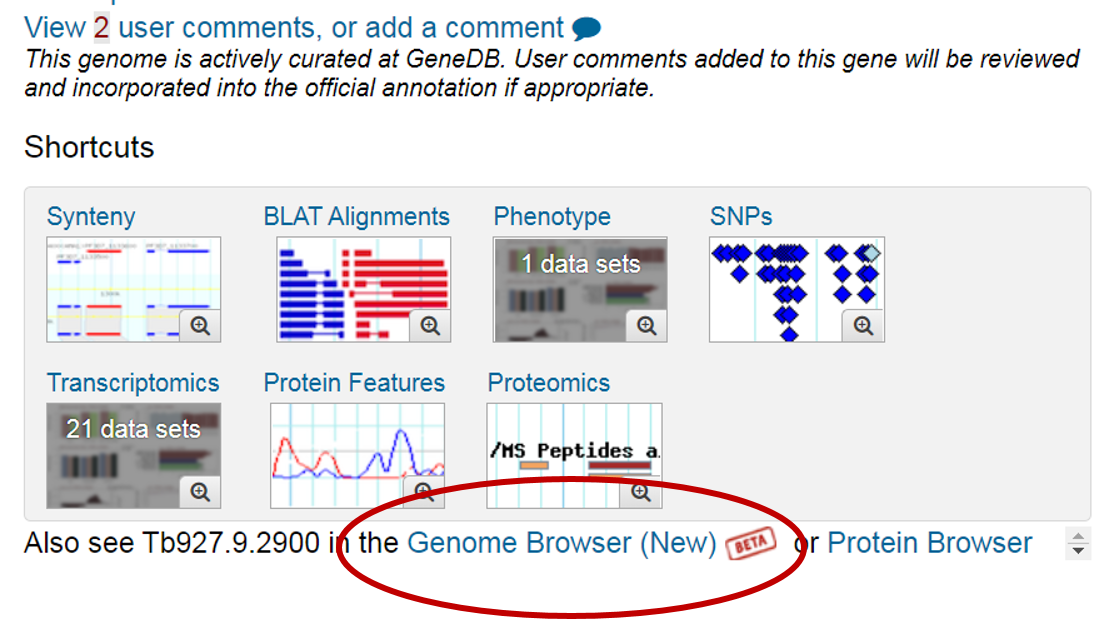 View 2 user comments, or add a comment
This genome is actively curated at GeneDB. User comments added to this gene will be reviewed
and incorporated into the official annotation if appropriate.
Shortcuts
Synteny BLAT Alignments Phenotype SNPs
1 data sets
Transcriptomics Protein Features Proteomics
21 data sets
/MS Peptides a
Also see Tb927.9.2900 in the Genome Browser (New) BETA or Protein Browser